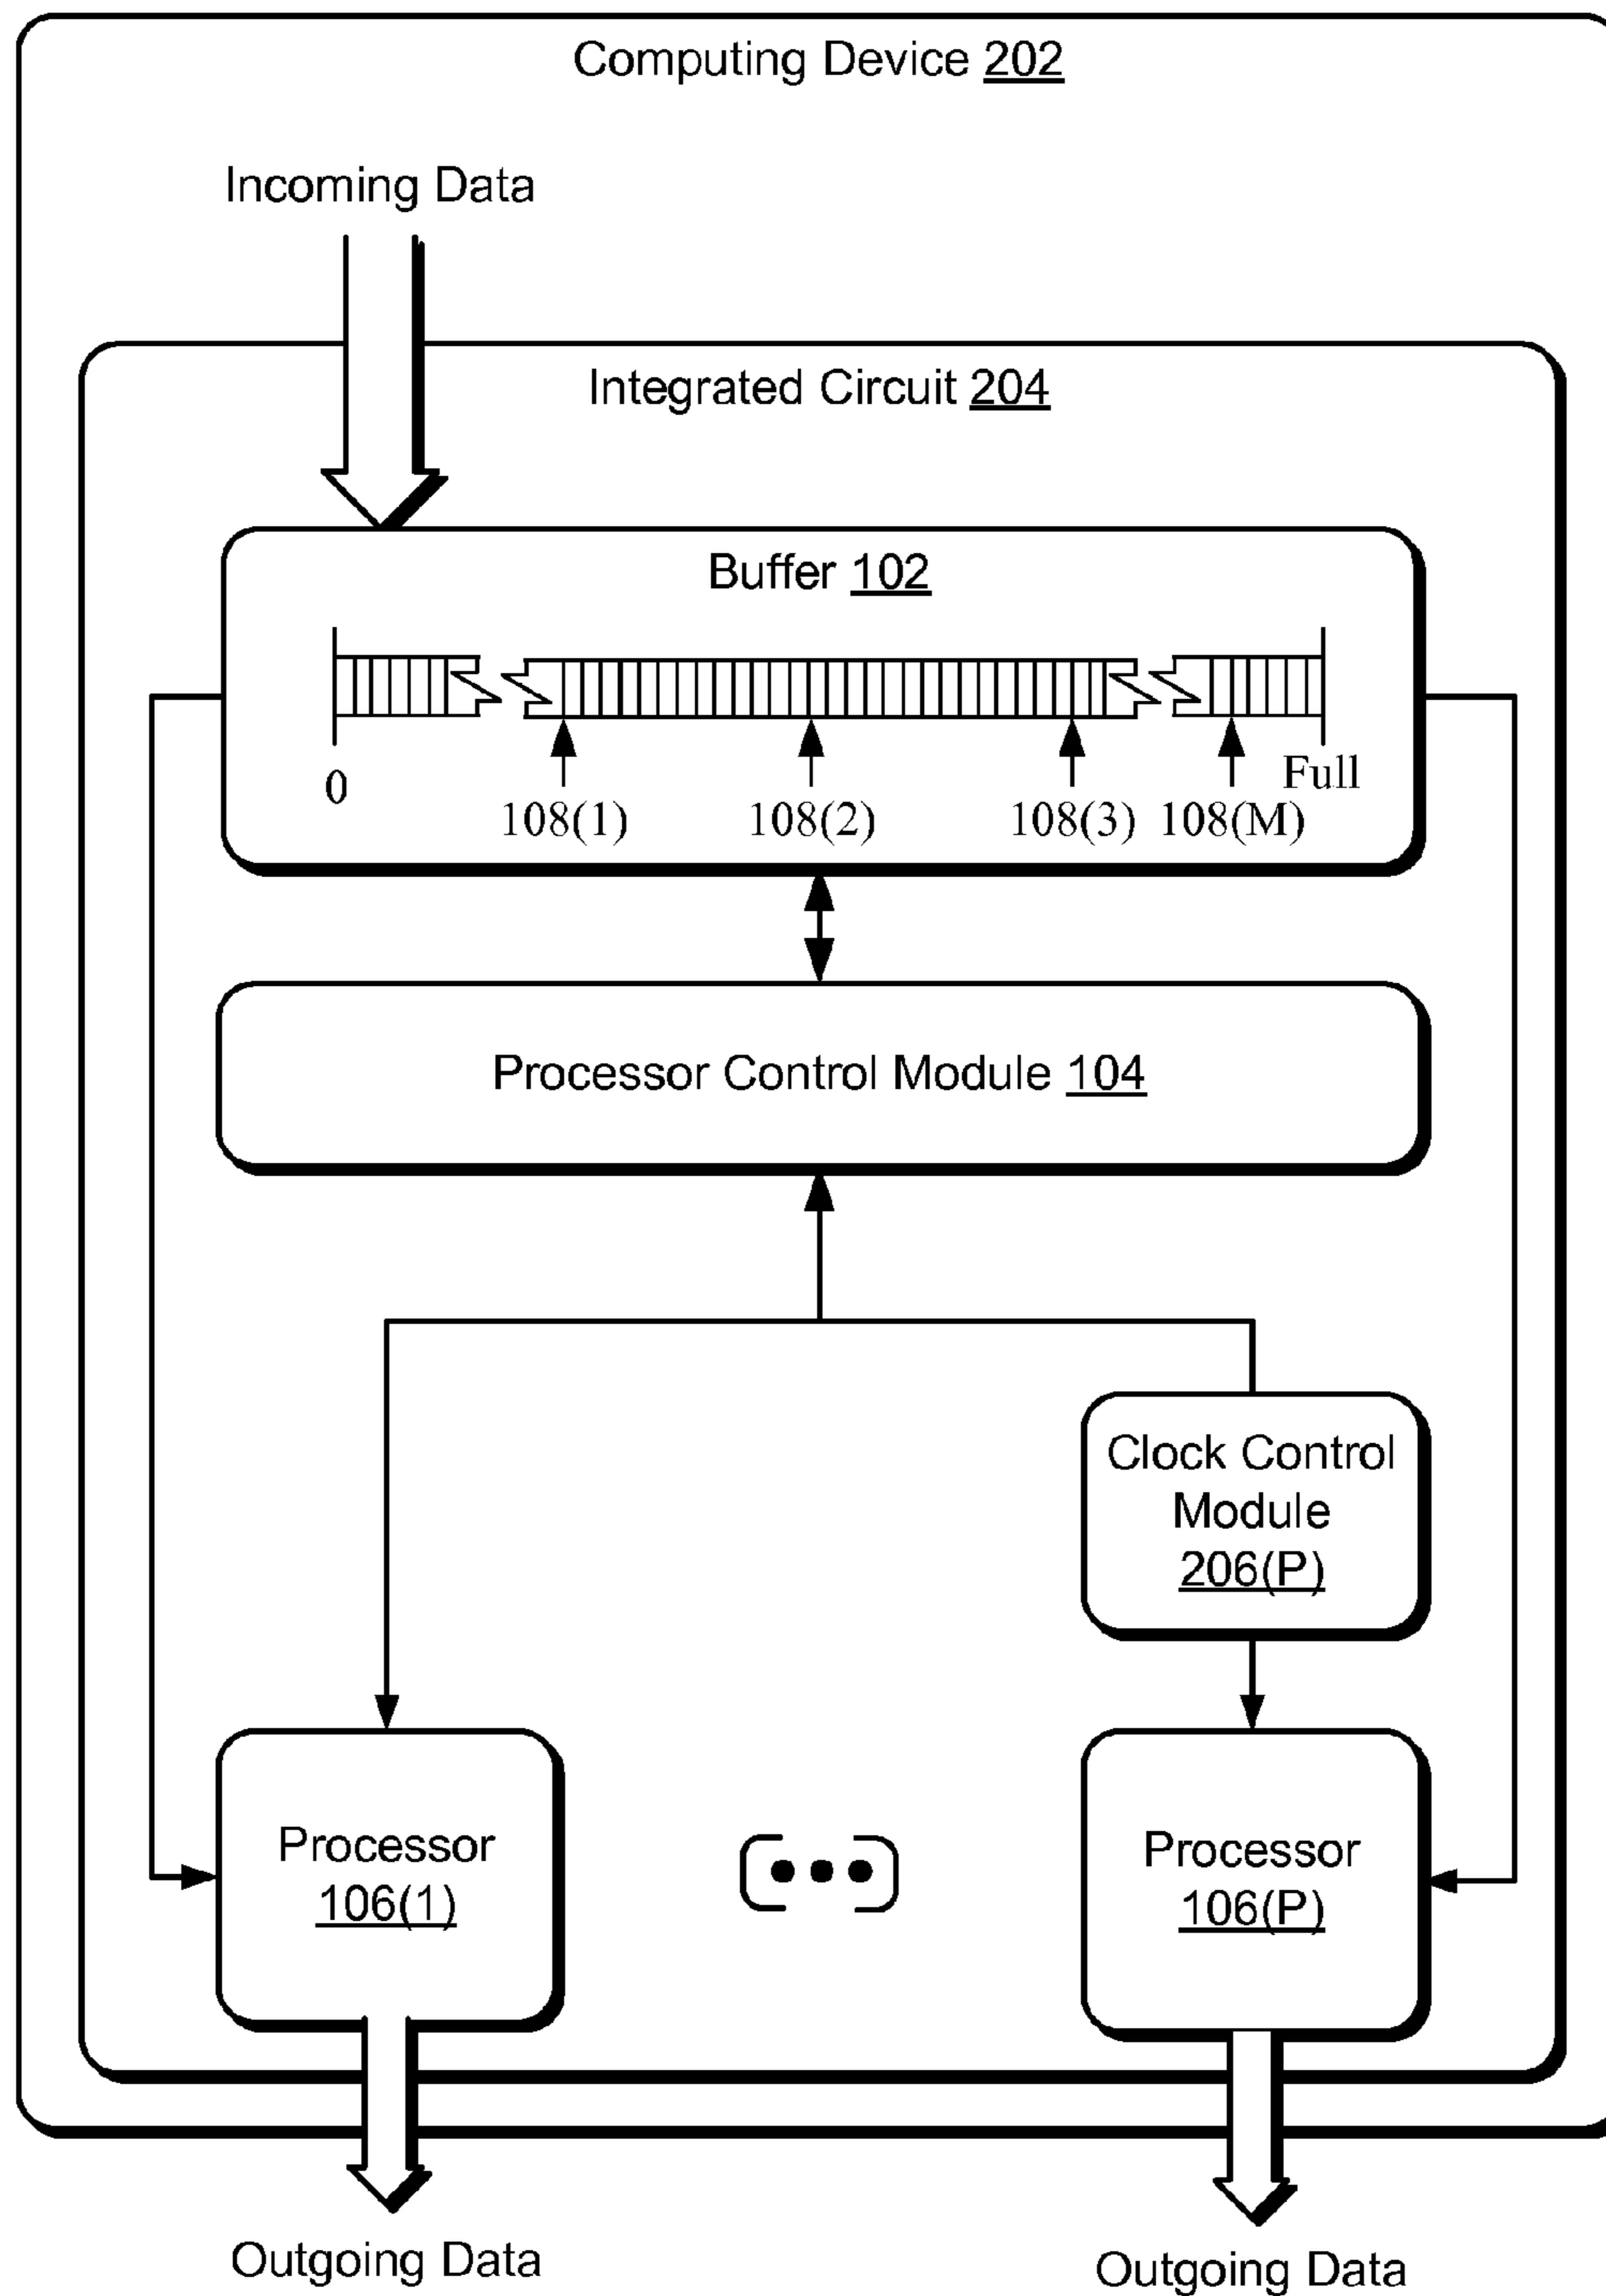 Computing Device 202
Incoming Data
Integrated Circuit 204
Buffer 102
0
Full
108(1)
108(2)
108(3)
108(M)
Processor Control Module 104
Clock Control
Module
206(P)
Processor
106(1)
Processor
106(P)
Outgoing Data
Outgoing Data